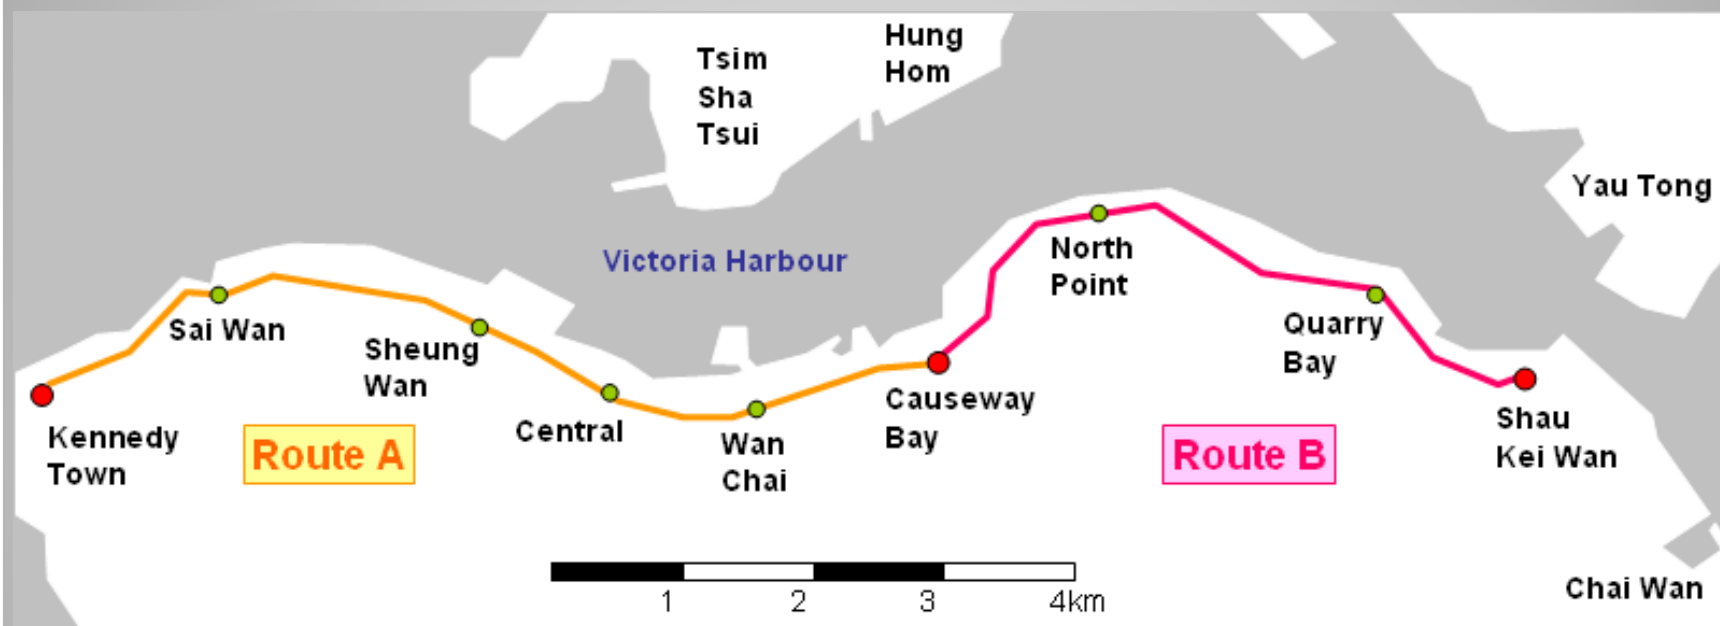 Hung
Hom
Tsim
Sha
Tsui
Yau Tong
Victoria Harbour
North
Point
Sai Wan
Sheung
Wan
Quarry
Bay
Causeway
Bay
Central
Wan
Chai
Shau
Kei Wan
Kennedy
Town
Route A
Route B
1
2
3
4km
Chai Wan